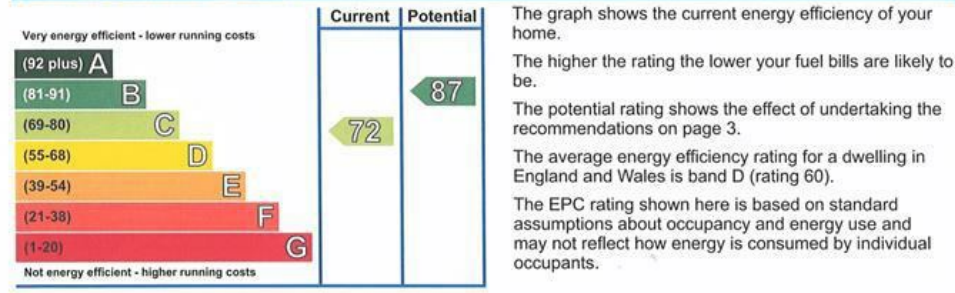 Current Potential
Very energy efficient - lower running costs
(92 plus) A
(81-91) B
87
(69-80) C
72
(55-68) D
(39-54) E
(21-38) F
(1-20) G
Not energy efficient - higher running costs
The graph shows the current energy efficiency of your
home.
The higher the rating the lower your fuel bills are likely to
be.
The potential rating shows the effect of undertaking the
recommendations on page 3.
The average energy efficiency rating for a dwelling in
England and Wales is band D (rating 60).
The EPC rating shown here is based on standard
assumptions about occupancy and energy use and
may not reflect how energy is consumed by individual
occupants.